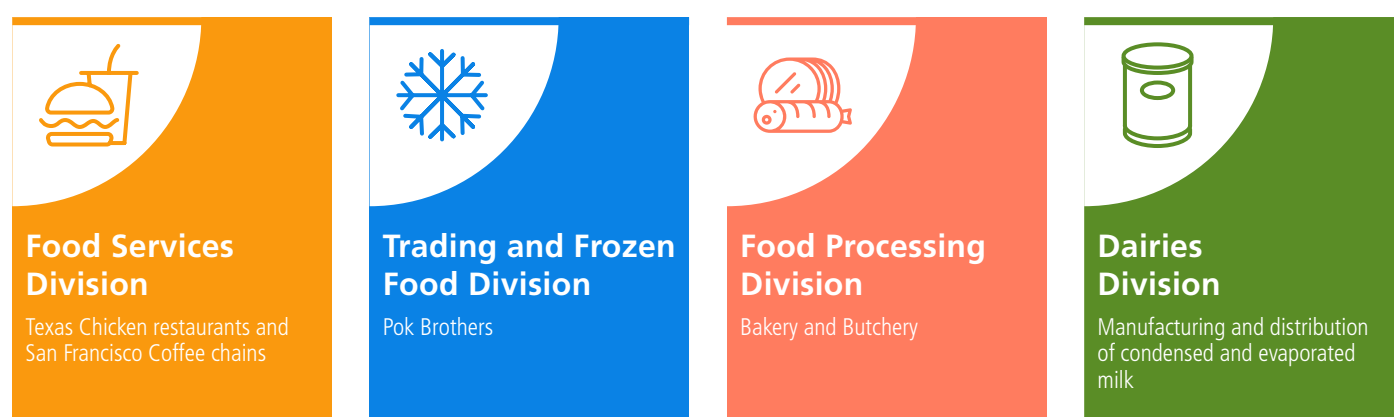 Food Services
Division
Texas Chicken restaurants and
San Francisco Coffee chains
Trading and Frozen
Food Division
Pok Brothers
Food Processing
Division
Bakery and Butchery
Dairies
Division
Manufacturing and distribution
of condensed and evaporated
milk